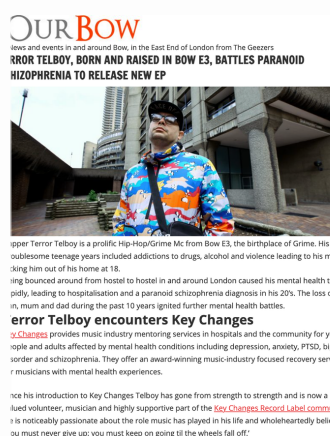 OURBOW
News and events in and around Bow, in the East End of London from The Geezers
RROR TELBOY, BORN AND RAISED IN BOW E3, BATTLES PARANOID
HIZOPHRENIA TO RELEASE NEW EP
apper Terror Telboy is a prolific Hip-Hop/Grime Mc from Bow E3, the birthplace of Grime. His
oublesome teenage years included addictions to drugs, alcohol and violence leading to his m
cking him out of his home at 18.
eing bounced around from hostel to hostel in and around London caused his mental health t
pidly, leading to hospitalisation and a paranoid schizophrenia diagnosis in his 20's. The loss o
n, mum and dad during the past 10 years ignited further mental health battles.
error Telboy encounters Key Changes
ey Changes provides music industry mentoring services in hospitals and the community for y
eople and adults affected by mental health conditions including depression, anxiety, PTSD, bi
sorder and schizophrenia. They offer an award-winning music-industry focused recovery serv
r musicians with mental health experiences.
nce his introduction to Key Changes Telboy has gone from strength to strength and is now a
lued volunteer, musician and highly supportive part of the Key Changes Record Label comm
e is noticeably passionate about the role music has played in his life and wholeheartedly belie
ou must never give up; you must keep on going til the wheels fall off.'